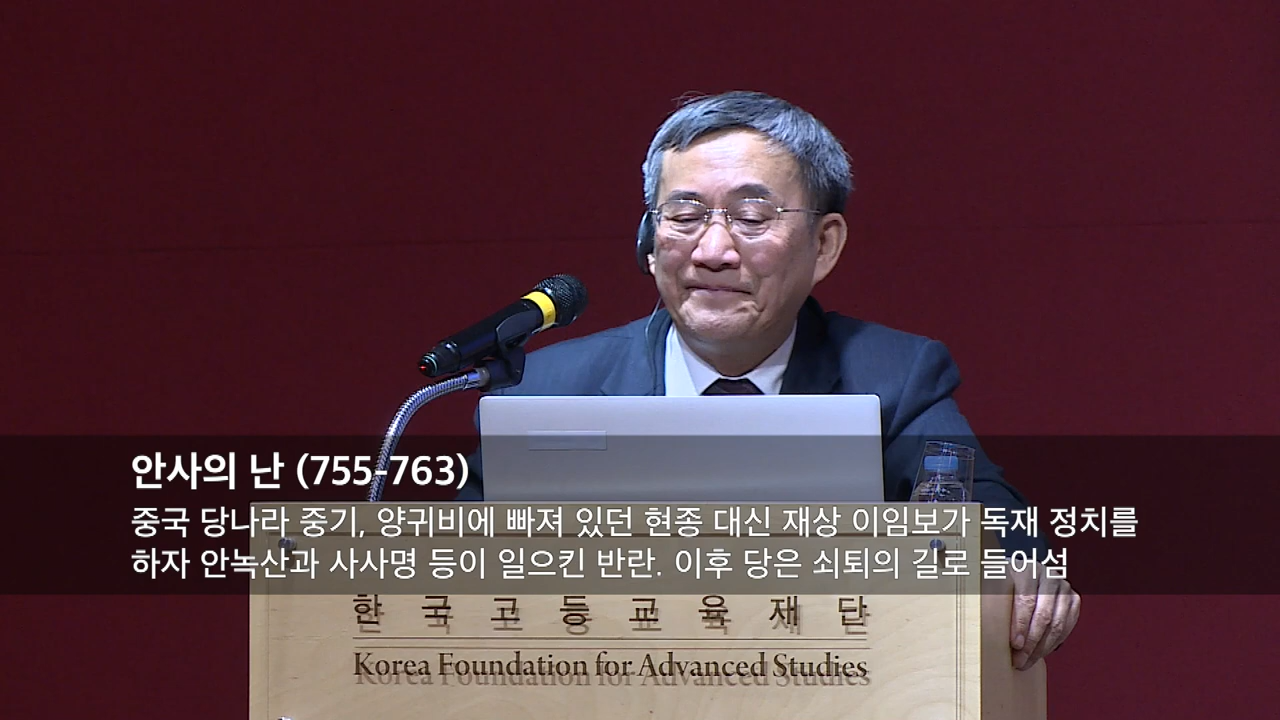 안사의 난 (755-763)
중국 당나라 중기, 양귀비에 빠져 있던 현종 대신 재상 이임보가 독재 정치를
하자 안녹산과 사사명 등이 일으킨 반란. 이후 당은 쇠퇴의 길로 들어섬
한국고등교육재단
Korea Foundation for Advanced Studies